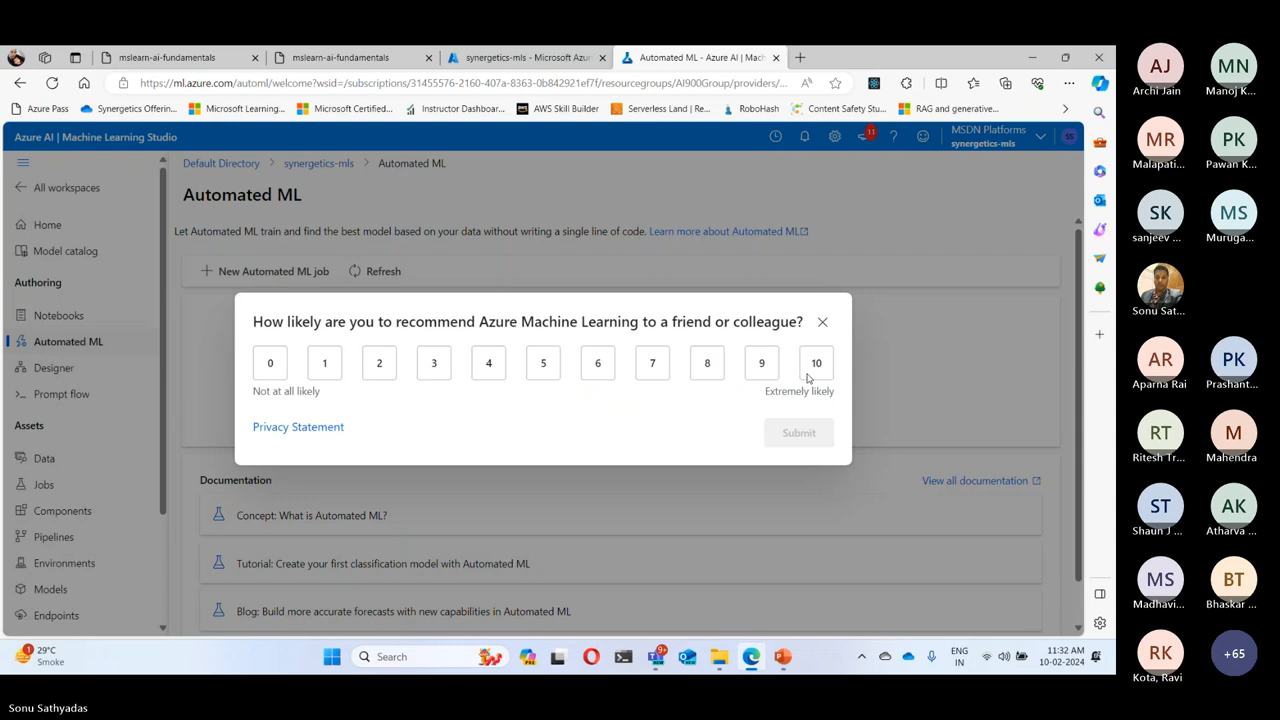 mslearn-ai-fundamentals
mslearn-ai-fundamentals
synergetics-mls - Microsoft Azur
Automated ML - Azure AI | Mach
https://ml.azure.com/automl/welcome?wsid=/subscriptions/31455576-2160-407a-8363-0b842921ef7f/resourcegroups/AI900Group/providers/...
Azure Pass
Synergetics Offerin...
Microsoft Learning...
Microsoft Certified...
Instructor Dashboar...
AWS Skill Builder
Serverless Land | Re...
RoboHash
Content Safety Stu...
RAG and generative...
Azure AI | Machine Learning Studio
11
MSDN Platforms
synergetics-mls
SS
All workspaces
Home
Model catalog
Authoring
Notebooks
Automated ML
Designer
Prompt flow
Assets
Data
Jobs
Components
Pipelines
Environments
Models
Endpoints
Default Directory > synergetics-mls > Automated ML
Automated ML
Let Automated ML train and find the best model based on your data without writing a single line of code. Learn more about Automated ML
New Automated ML job
Refresh
How likely are you to recommend Azure Machine Learning to a friend or colleague?
0 1 2 3 4 5 6 7 8 9 10
Not at all likely
Extremely likely
Privacy Statement
Submit
Documentation
View all documentation
Concept: What is Automated ML?
Tutorial: Create your first classification model with Automated ML
Blog: Build more accurate forecasts with new capabilities in Automated ML
1
29°C
Smoke
Search
PRE
9+
ENG
IN
11:32 AM
10-02-2024
AJ
Archi Jain
MN
Manoj K...
MR
Malapati...
PK
Pawan K...
SK
sanjeev ...
MS
Muruga...
Sonu Sat...
AR
Aparna Rai
PK
Prashant...
RT
Ritesh Tr...
M
Mahendra
ST
Shaun J ...
AK
Atharva ...
MS
Madhavi...
BT
Bhaskar ...
RK
Kota, Ravi
+65
Sonu Sathyadas